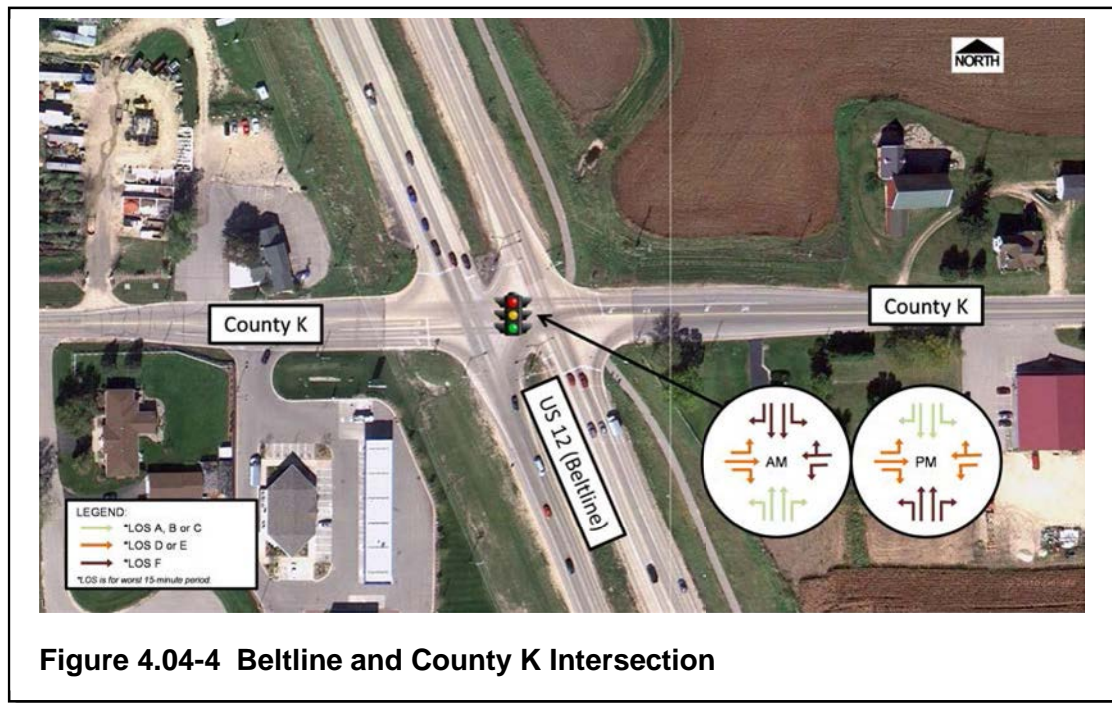 NORTH
County K
County K
US 12 (Beltline)
AM
PM
LEGEND:
*LOS A, B or C
*LOS D or E
*LOS F
*LOS is for worst 15-minute period.
Figure 4.04-4 Beltline and County K Intersection